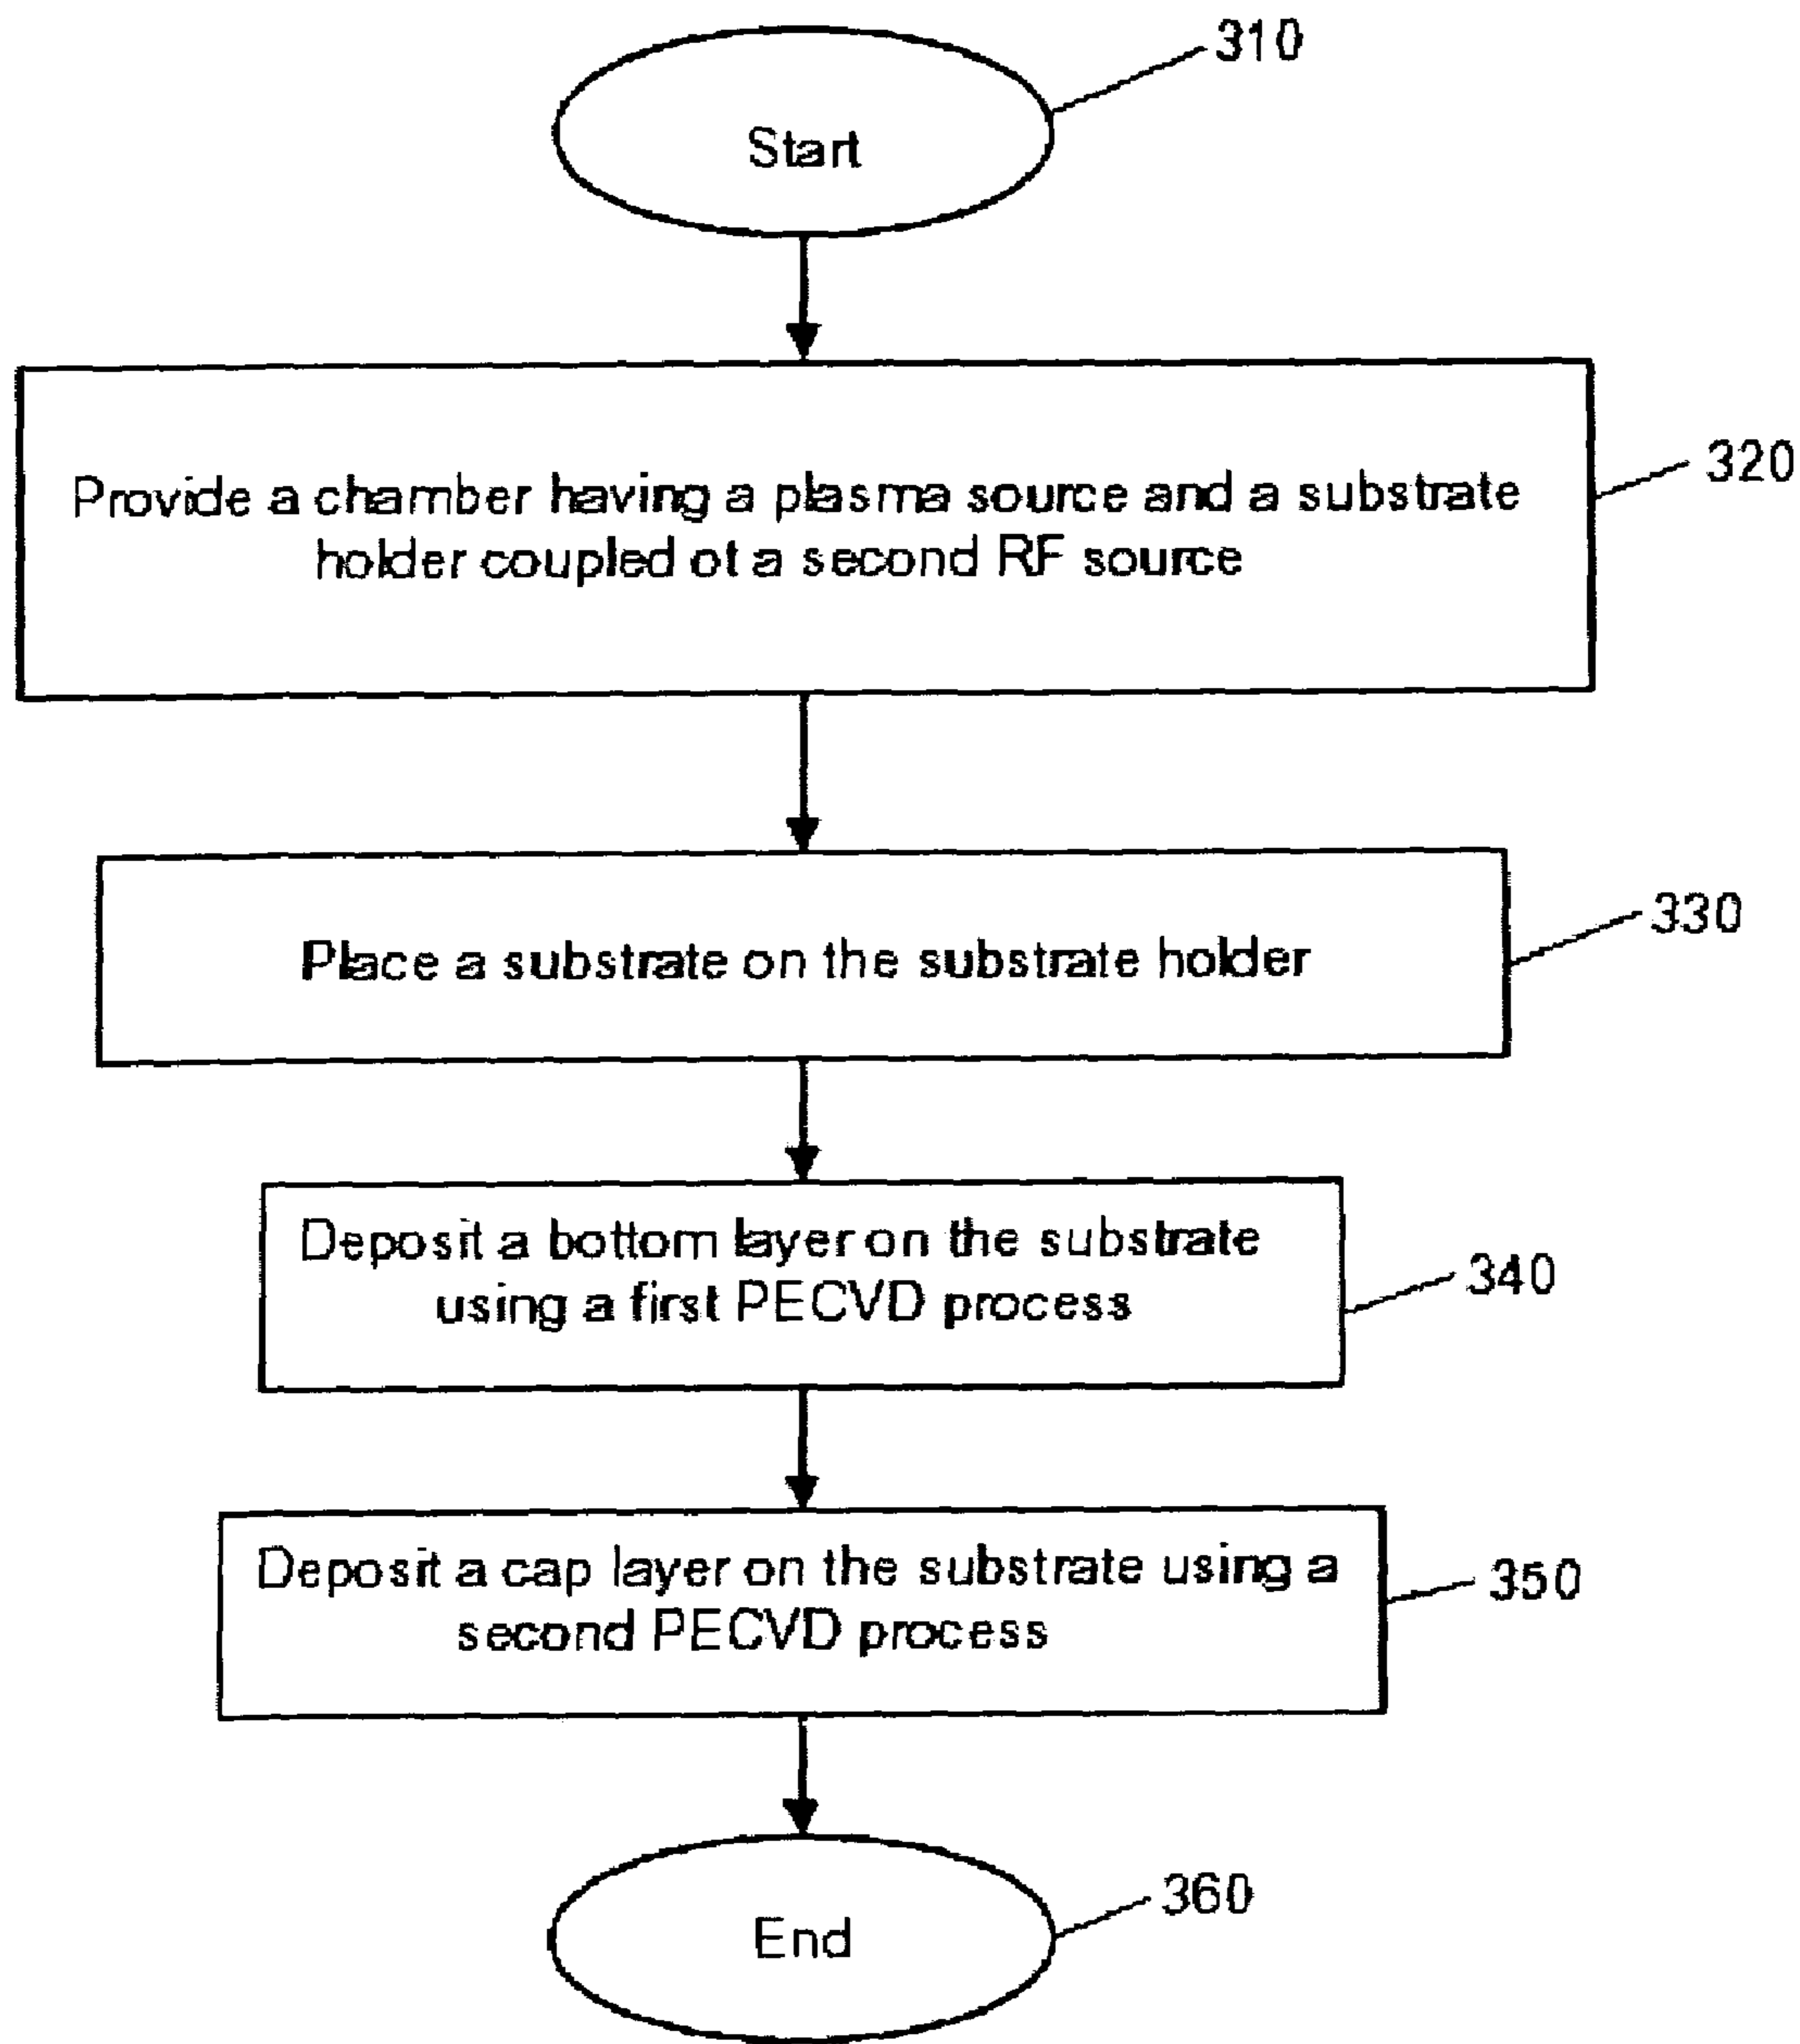 310
Start
320
Provide a chamber having a plasma source and a substrate
holder coupled ot a second RF source
330
Place a substrate on the substrate holder
Deposit a bottom layer on the substrate
using a first PECVD process
340
Deposit a cap layer on the substrate using a
second PECVD process
350
360
End